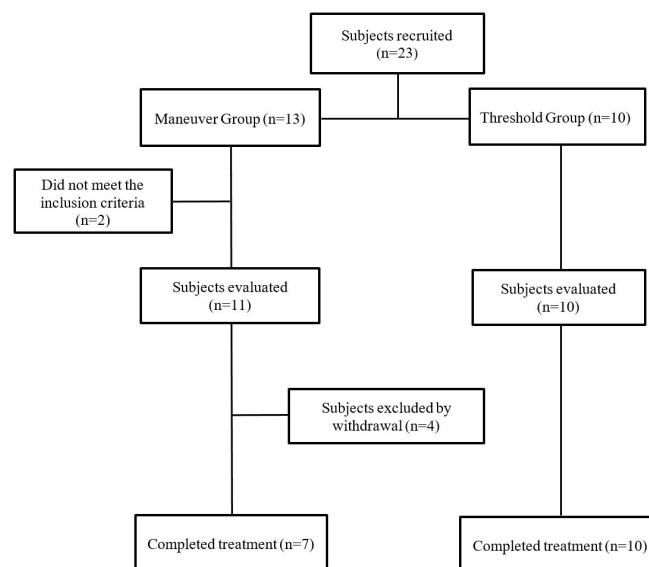 Subjects recruited
(n=23)
Maneuver Group (n=13)
Threshold Group (n=10)
Did not meet the
inclusion criteria
(n=2)
Subjects evaluated
(n=11)
Subjects evaluated
(n=10)
Subjects excluded by
withdrawal (n=4)
Completed treatment (n=7)
Completed treatment (n=10)